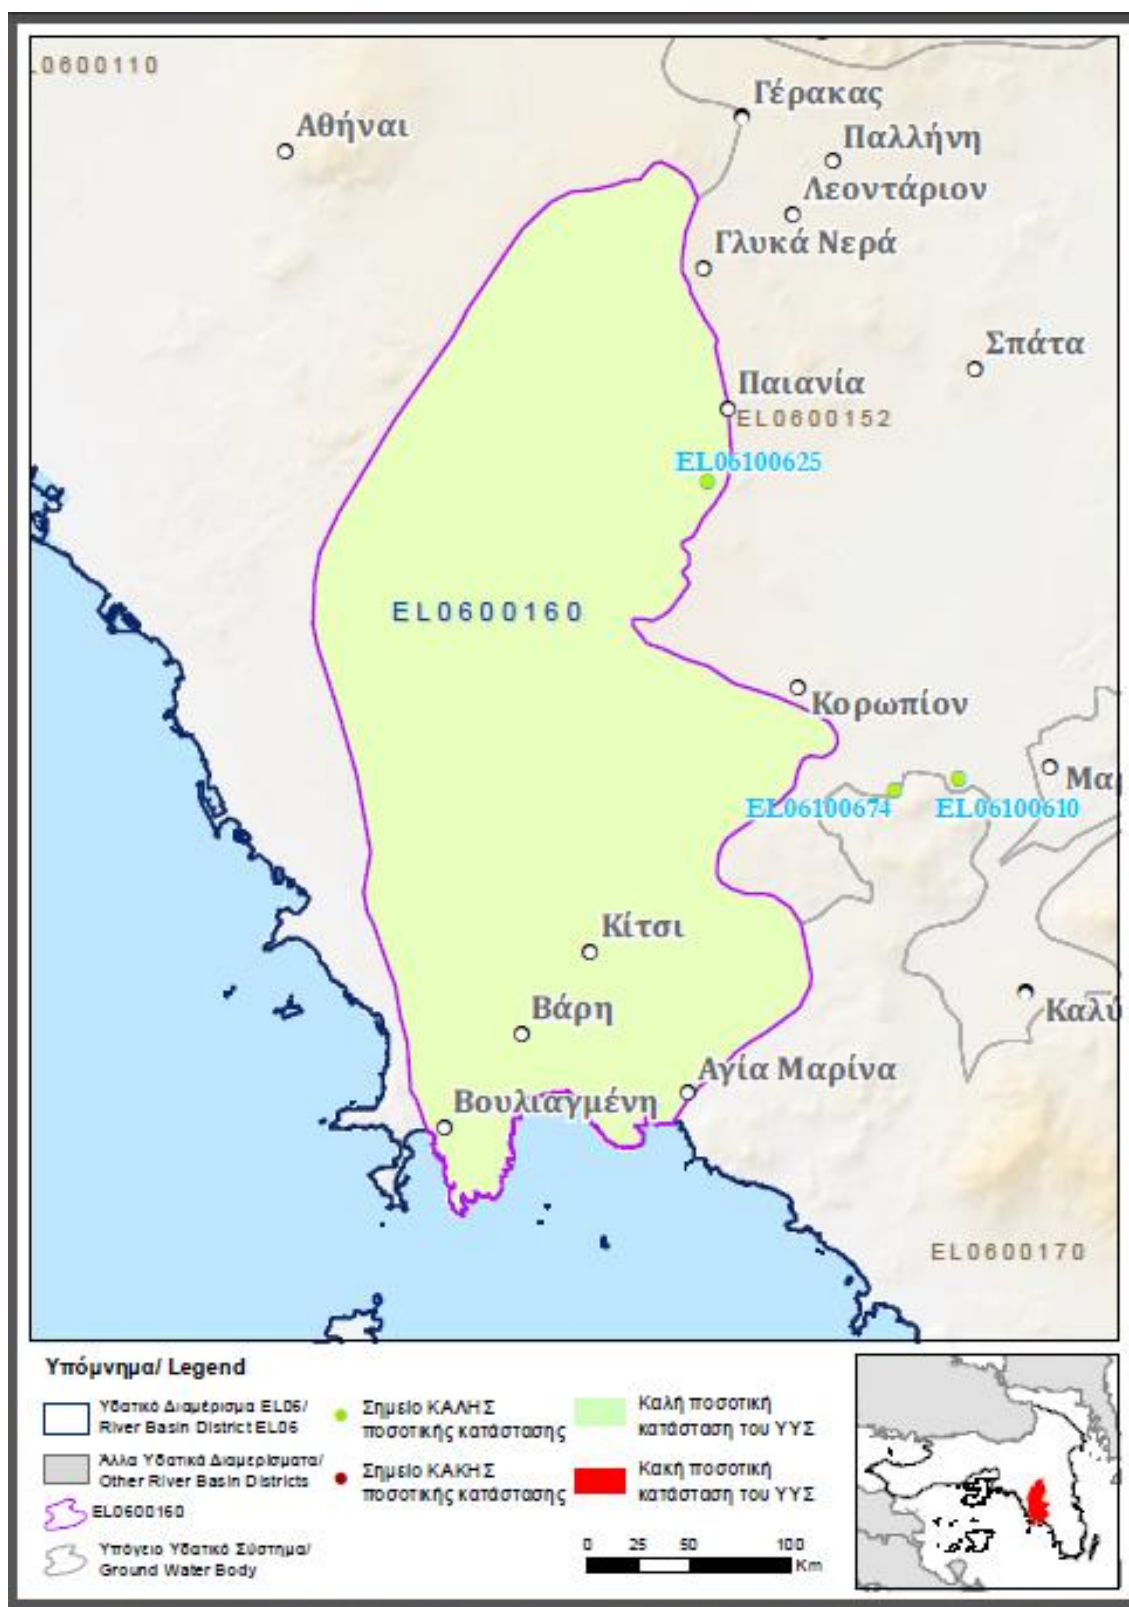 L0600110
Γέρακας
Αθήναι
Παλλήνη
Λεοντάριον
Γλυκά Νερά
Σπάτα
Παιανία
EL0600152
EL06100625
EL0600160
Κορωπίον
Μαρ
EL06100674
EL06100610
Κίτσι
Βάρη
Καλύ
Αγία Μαρίνα
Βουλιαγμένη
EL0600170
Υπόμνημα/ Legend
Υδατικό Διαμέρισμα EL06/
River Basin District EL06
Άλλα Υδατικά Διαμερίσματα/
Other River Basin Districts
EL0600160
Υπόγειο Υδατικό Σύστημα/
Ground Water Body
Σημείο ΚΑΛΗΣ
ποσοτικής κατάστασης
Σημείο ΚΑΚΗΣ
ποσοτικής κατάστασης
Καλή ποσοτική
κατάσταση του ΥΥΣ
Κακή ποσοτική
κατάσταση του ΥΥΣ
0 25 50 100
Km